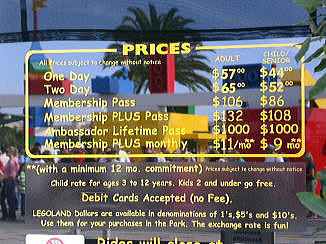 PRICES
All Prices subject to change without notice
ADULT CHILD/ SENIOR
One Day $57.00 $44.00
Two Day $65.00 $52.00
Membership Pass $106 $86
Membership PLUS Pass $132 $108
Ambassador Lifetime Pass $1000 $1000
Membership PLUS monthly $11/mo** $9/mo**
**(with a minimum 12 mo. commitment) Prices subject to change without notice
Child rate for ages 3 to 12 years. Kids 2 and under go free.
Debit Cards Accepted (no Fee).
LEGOLAND Dollars are available in denominations of 1's,$5's and $10's.
Use them for your purchases in the Park. The exchange rate is fun!
Rides will close at